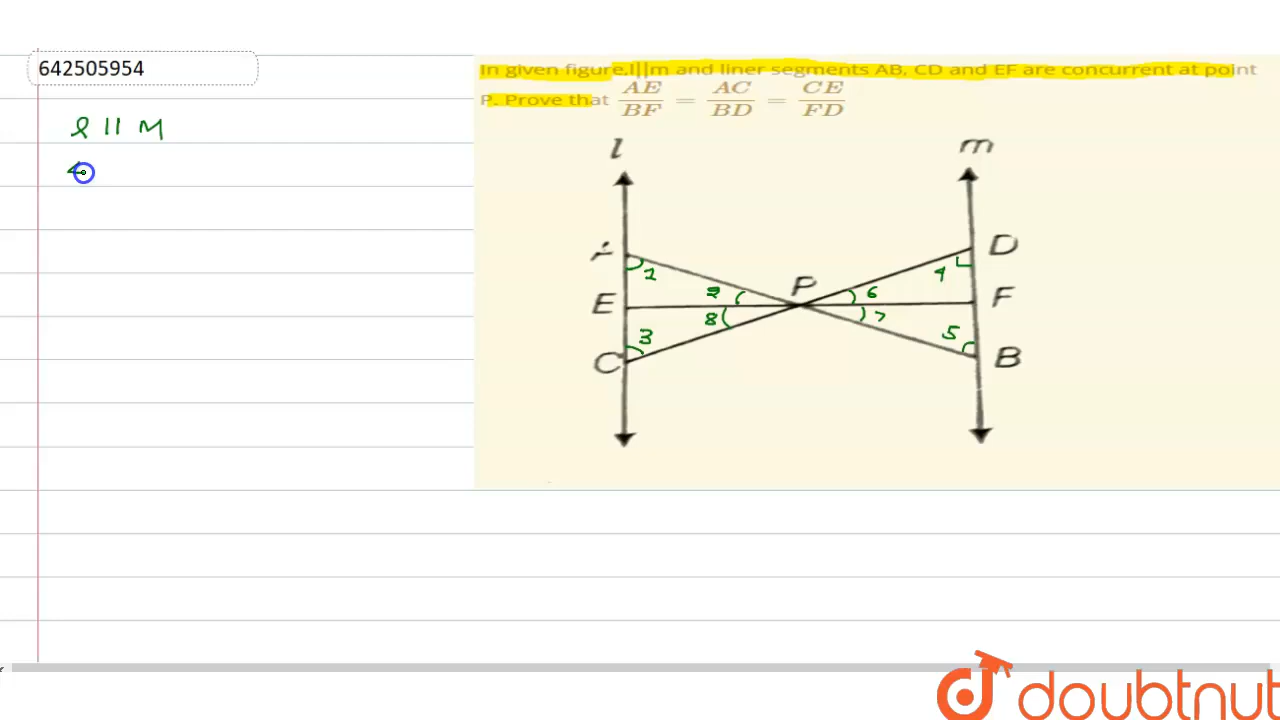 642505954
In given figure,l||m and liner segments AB, CD and EF are concurrent at point
P. Prove that AE/BF = AC/BD = CE/FD
l || M
l m
A D
1 4
P
2 6
E F
8 7
3 5
C B
doubtnut